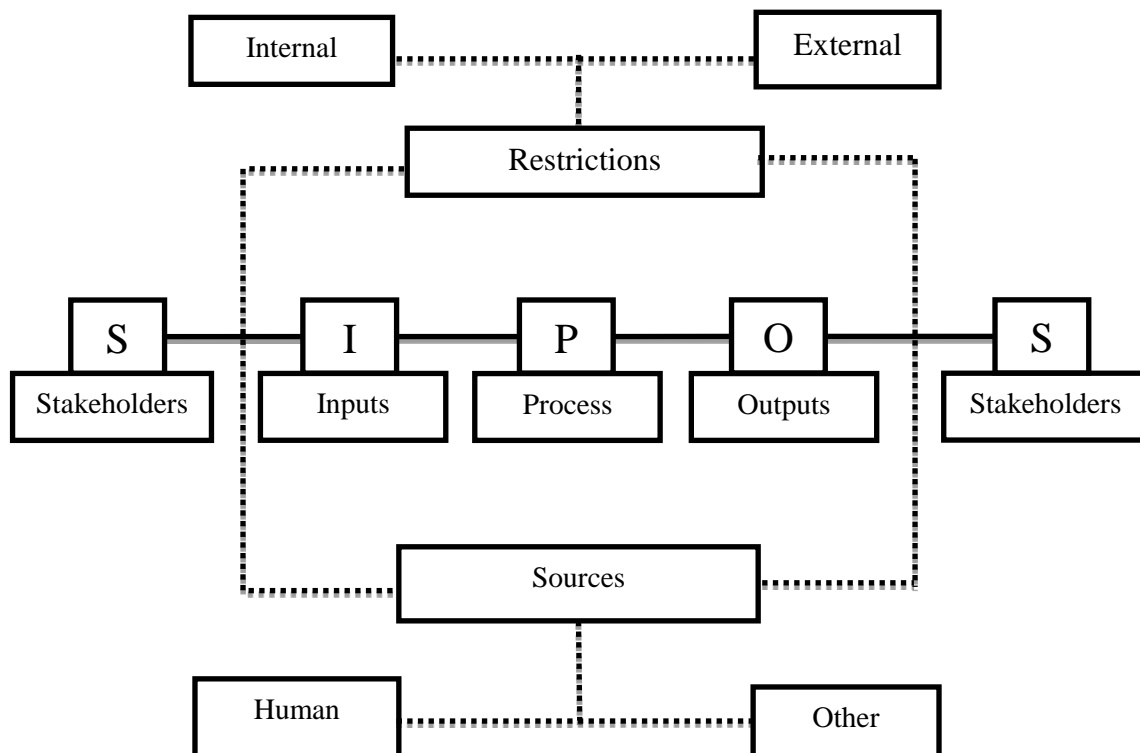 Internal
External
Restrictions
S
I
P
O
S
Stakeholders
Inputs
Process
Outputs
Stakeholders
Sources
Human
Other